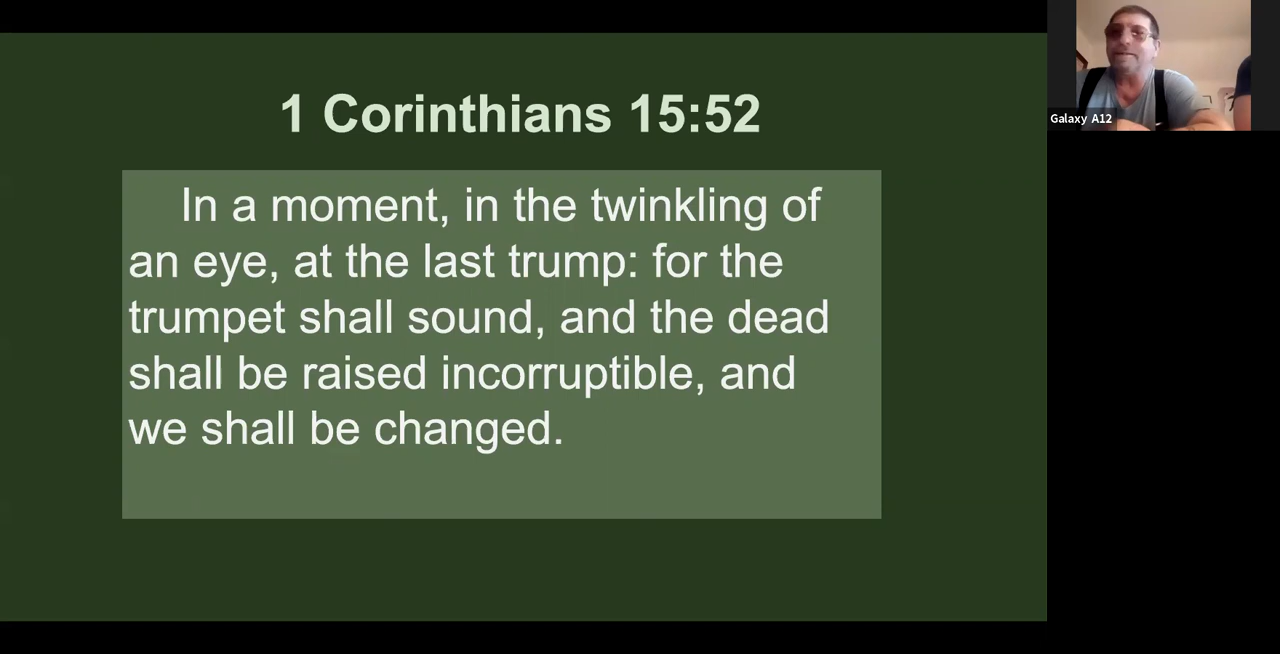 1 Corinthians 15:52
In a moment, in the twinkling of
an eye, at the last trump: for the
trumpet shall sound, and the dead
shall be raised incorruptible, and
we shall be changed.
Galaxy A12